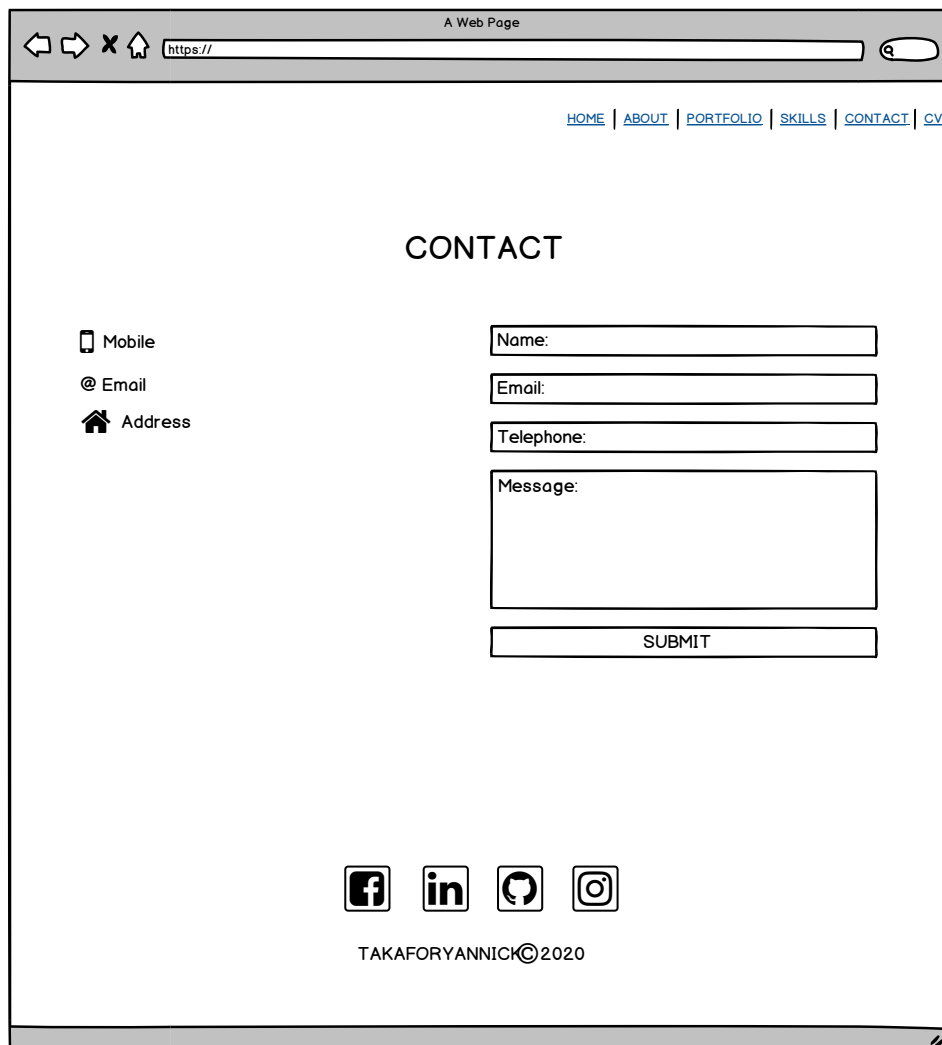 A Web Page
https://
HOME | ABOUT | PORTFOLIO | SKILLS | CONTACT | CV
CONTACT
Mobile
@ Email
Address
Name:
Email:
Telephone:
Message:
SUBMIT
in
TAKAFORYANNICK©2020